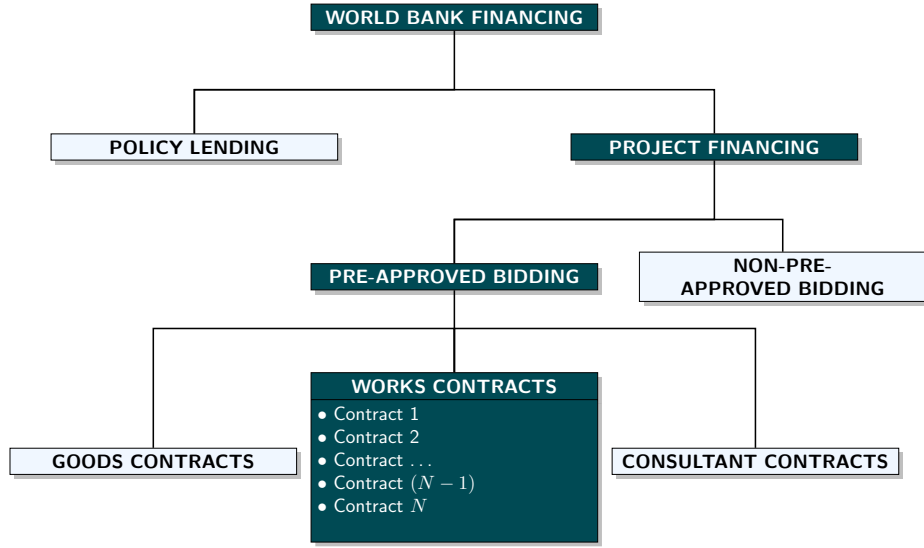 WORLD BANK FINANCING
POLICY LENDING
PROJECT FINANCING
PRE-APPROVED BIDDING
NON-PRE-
APPROVED BIDDING
WORKS CONTRACTS
• Contract 1
• Contract 2
• Contract ...
• Contract (N − 1)
• Contract N
GOODS CONTRACTS
CONSULTANT CONTRACTS